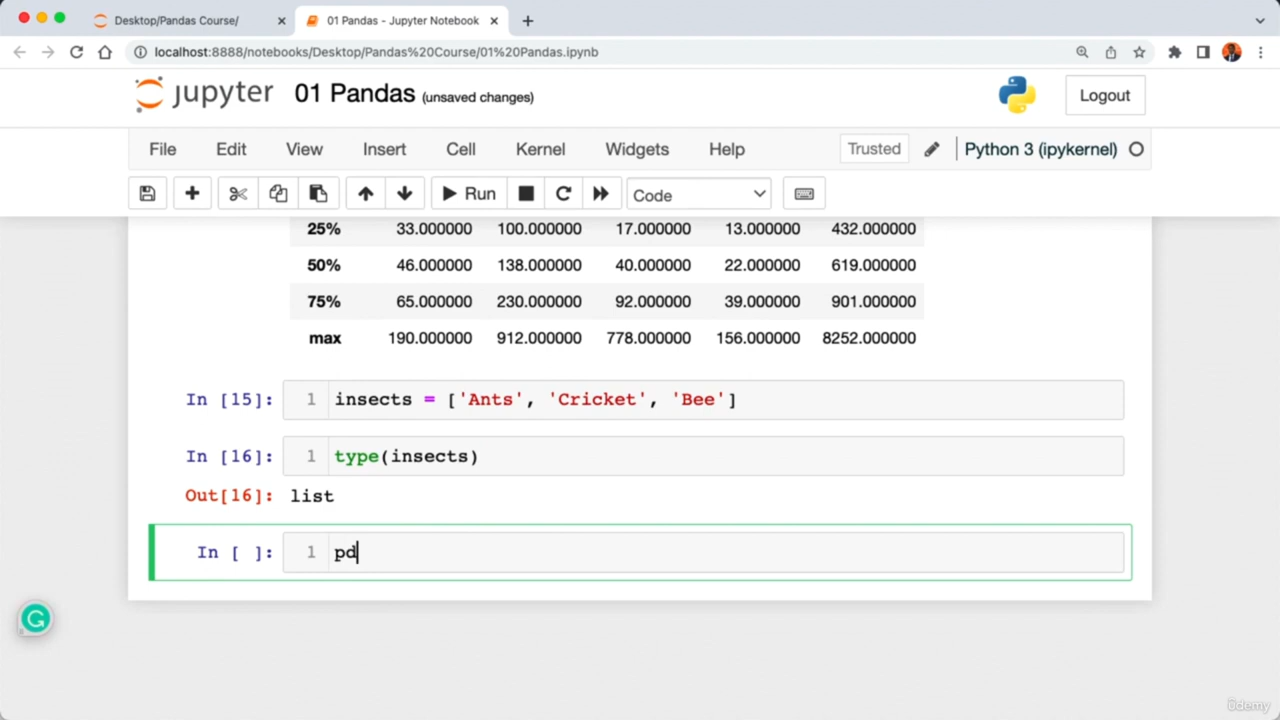 Desktop/Pandas Course/
01 Pandas - Jupyter Notebook
localhost:8888/notebooks/Desktop/Pandas%20Course/01%20Pandas.ipynb
jupyter 01 Pandas (unsaved changes)
Logout
File Edit View Insert Cell Kernel Widgets Help Trusted Python 3 (ipykernel)
Run Code
25% 33.000000 100.000000 17.000000 13.000000 432.000000
50% 46.000000 138.000000 40.000000 22.000000 619.000000
75% 65.000000 230.000000 92.000000 39.000000 901.000000
max 190.000000 912.000000 778.000000 156.000000 8252.000000
In [15]: 1 insects = ['Ants', 'Cricket', 'Bee']
In [16]: 1 type(insects)
Out[16]: list
In [ ]: 1 pd
Udemy